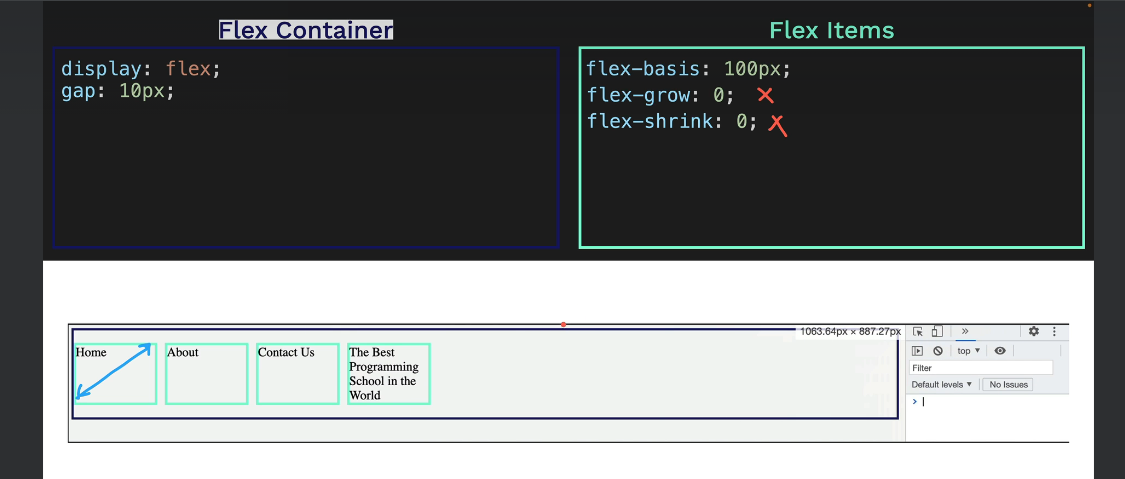 Flex Container
display: flex;
gap: 10px;
Flex Items
flex-basis: 100px;
flex-grow: 0;
flex-shrink: 0;
1063.64px × 887.27px
Home
About
Contact Us
The Best
Programming
School in the
World
»
top ▼
Filter
Default levels ▼
No Issues
>